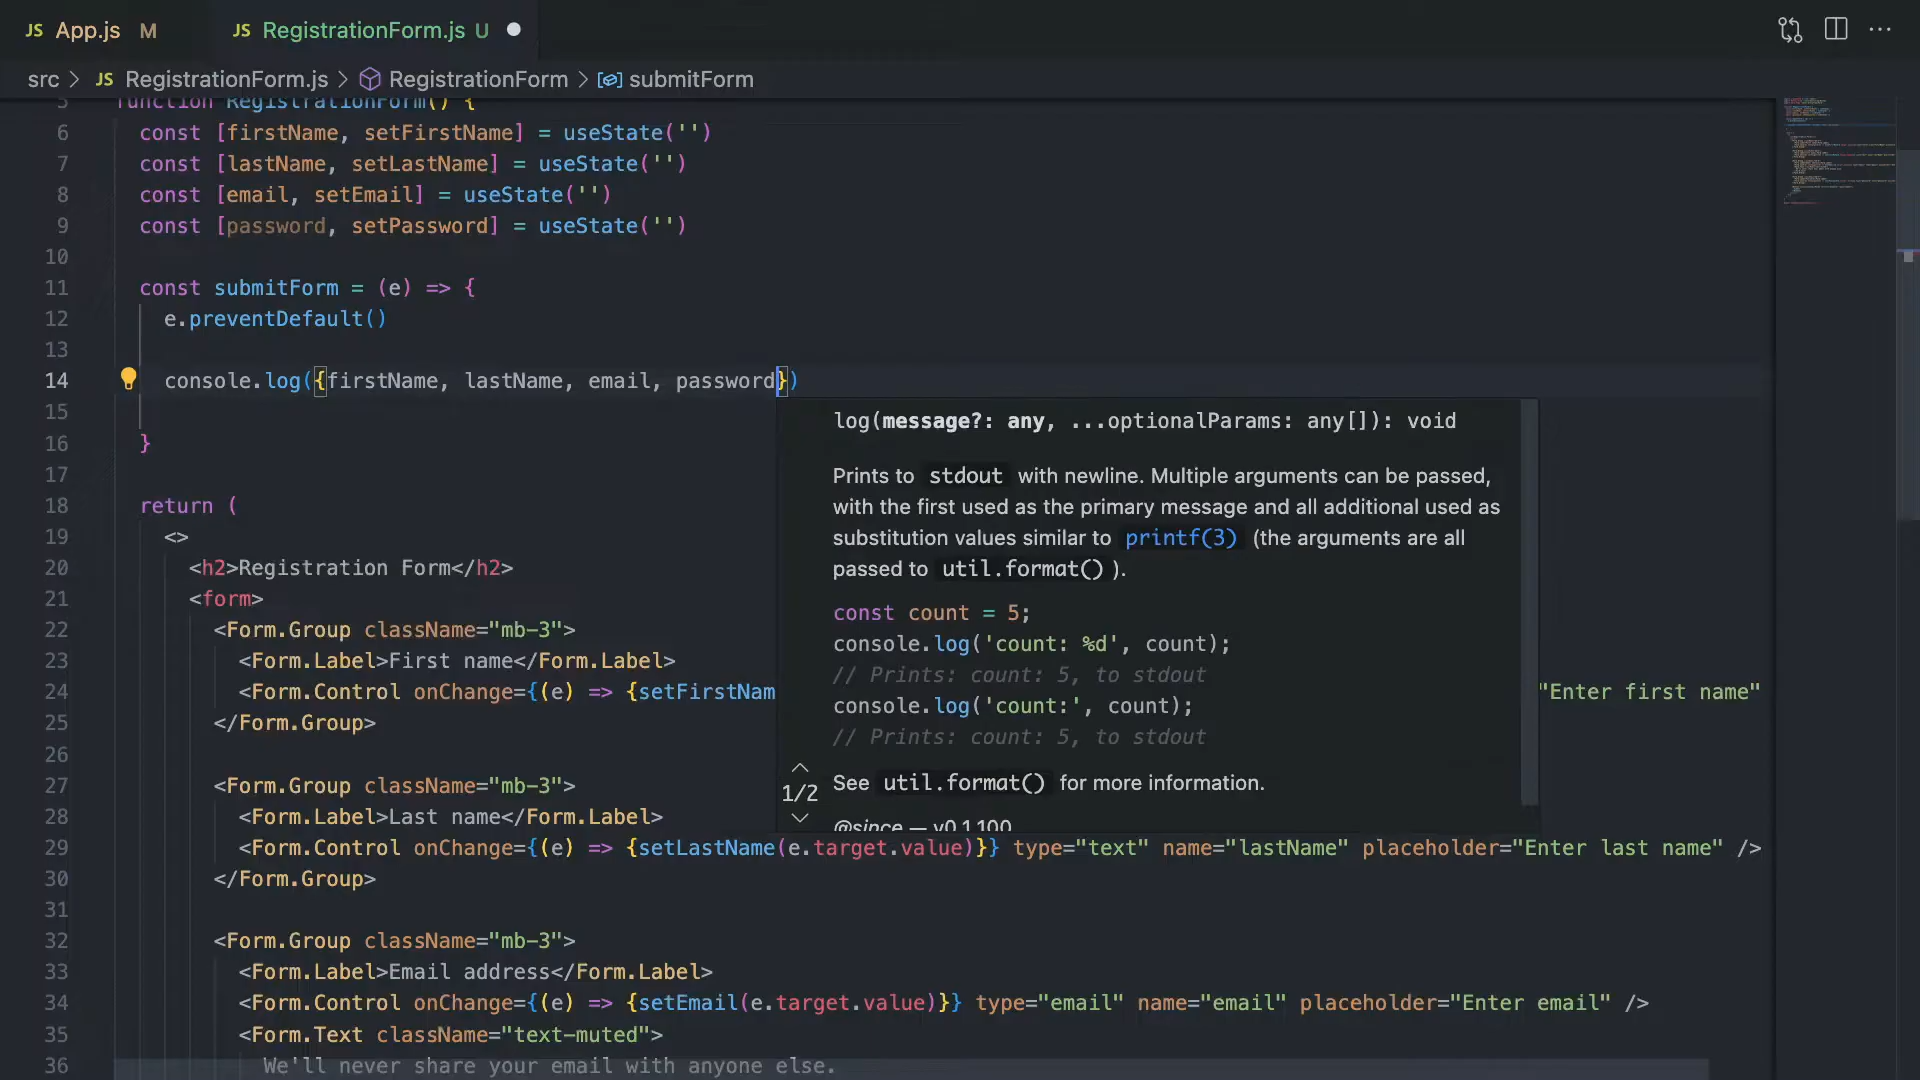 JS App.js M
JS RegistrationForm.js U
src > JS RegistrationForm.js > RegistrationForm > submitForm
5 function RegistrationForm() {
6 const [firstName, setFirstName] = useState('')
7 const [lastName, setLastName] = useState('')
8 const [email, setEmail] = useState('')
9 const [password, setPassword] = useState('')
10
11 const submitForm = (e) => {
12 e.preventDefault()
13
14 console.log({firstName, lastName, email, password})
15
16 }
17
18 return (
19 <>
20 <h2>Registration Form</h2>
21 <form>
22 <Form.Group className="mb-3">
23 <Form.Label>First name</Form.Label>
24 <Form.Control onChange={(e) => {setFirstNam "Enter first name"
25 </Form.Group>
26
27 <Form.Group className="mb-3">
28 <Form.Label>Last name</Form.Label>
29 <Form.Control onChange={(e) => {setLastName(e.target.value)}} type="text" name="lastName" placeholder="Enter last name" />
30 </Form.Group>
31
32 <Form.Group className="mb-3">
33 <Form.Label>Email address</Form.Label>
34 <Form.Control onChange={(e) => {setEmail(e.target.value)}} type="email" name="email" placeholder="Enter email" />
35 <Form.Text className="text-muted">
36 We'll never share your email with anyone else.
log(message?: any, ...optionalParams: any[]): void
Prints to stdout with newline. Multiple arguments can be passed,
with the first used as the primary message and all additional used as
substitution values similar to printf(3) (the arguments are all
passed to util.format() ).
const count = 5;
console.log('count: %d', count);
// Prints: count: 5, to stdout
console.log('count:', count);
// Prints: count: 5, to stdout
1/2
See util.format() for more information.
@since — v0.1.100